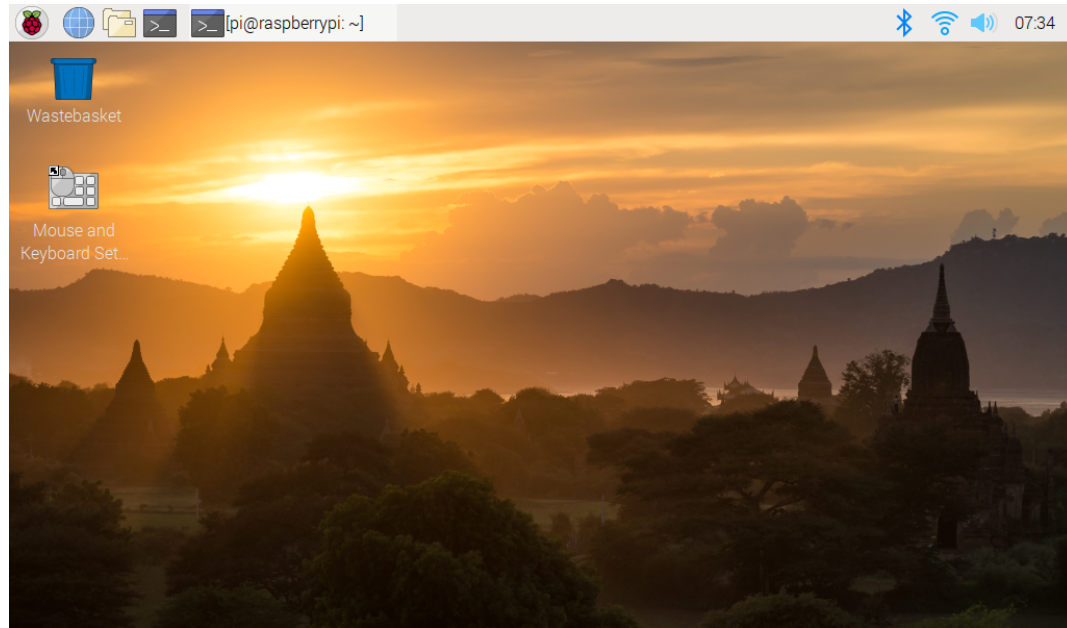 [pi@raspberrypi: ~]
07:34
Wastebasket
Mouse and
Keyboard Set...